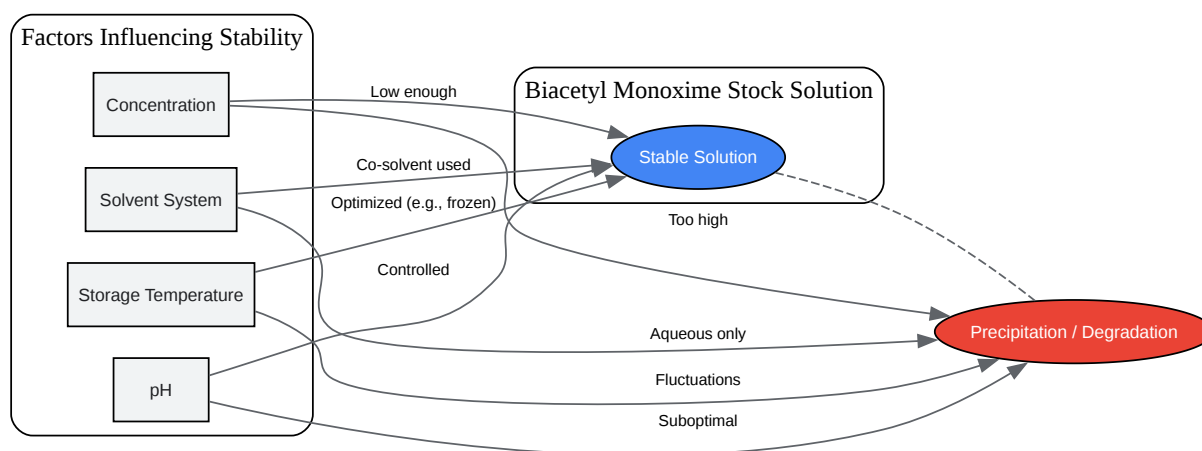 Factors Influencing Stability
Concentration
Solvent System
Storage Temperature
pH
Low enough
Co-solvent used
Optimized (e.g., frozen)
Controlled
Biacetyl Monoxime Stock Solution
Stable Solution
Too high
Aqueous only
Fluctuations
Suboptimal
Precipitation / Degradation